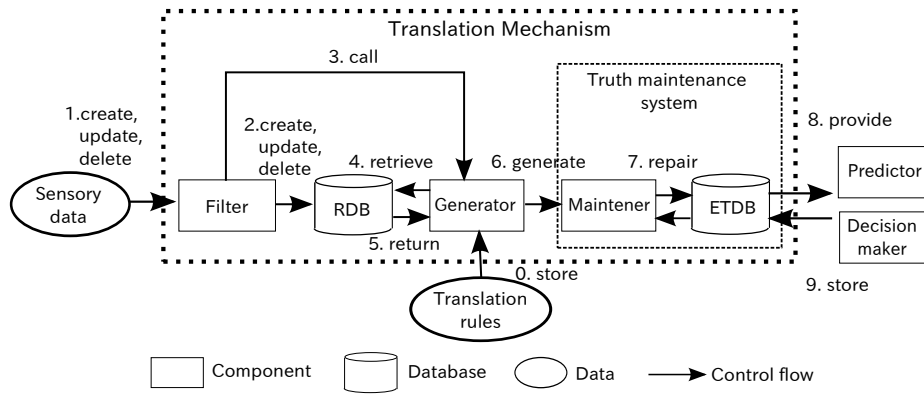 Translation Mechanism
3. call
Truth maintenance
system
1.create,
update,
delete
2.create,
update,
delete
4. retrieve
6. generate
7. repair
8. provide
Sensory
data
Filter
RDB
Generator
Maintener
ETDB
Predictor
Decision
maker
5. return
0. store
9. store
Translation
rules
Component
Database
Data
Control flow